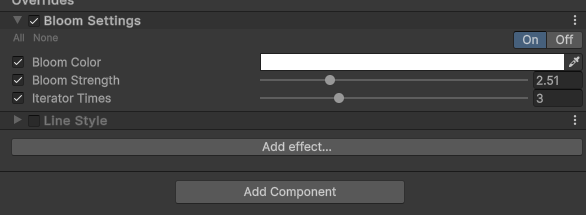 Overrides
Bloom Settings
All None
On Off
Bloom Color
Bloom Strength 2.51
Iterator Times 3
Line Style
Add effect...
Add Component